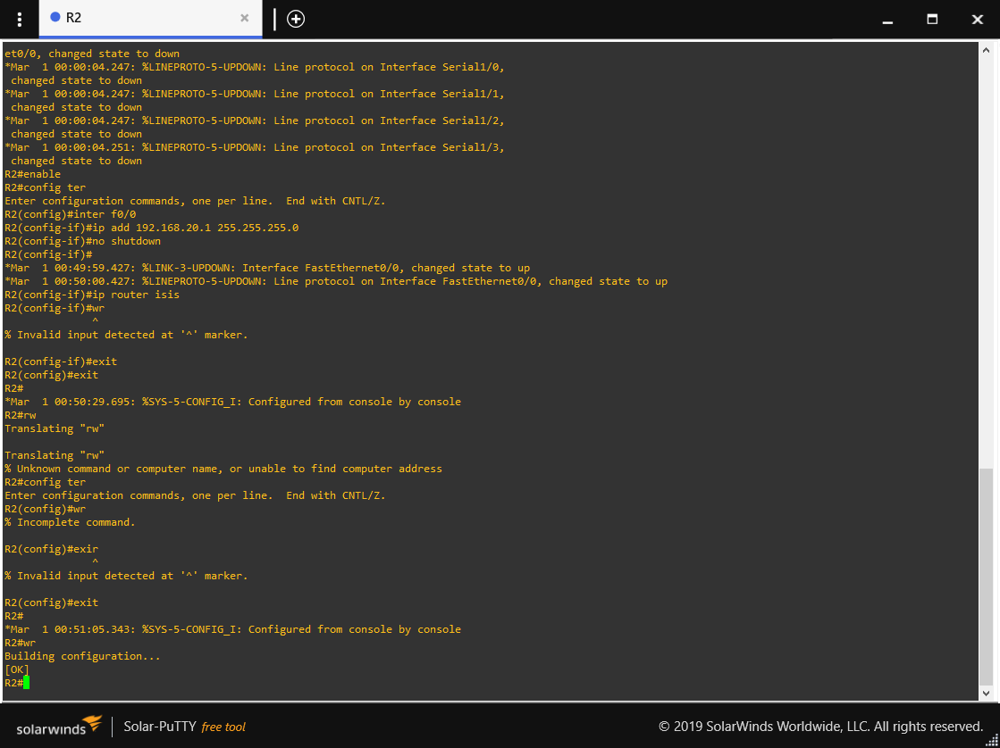 R2
et0/0, changed state to down
*Mar  1 00:00:04.247: %LINEPROTO-5-UPDOWN: Line protocol on Interface Serial1/0,
 changed state to down
*Mar  1 00:00:04.247: %LINEPROTO-5-UPDOWN: Line protocol on Interface Serial1/1,
 changed state to down
*Mar  1 00:00:04.247: %LINEPROTO-5-UPDOWN: Line protocol on Interface Serial1/2,
 changed state to down
*Mar  1 00:00:04.251: %LINEPROTO-5-UPDOWN: Line protocol on Interface Serial1/3,
 changed state to down
R2#enable
R2#config ter
Enter configuration commands, one per line.  End with CNTL/Z.
R2(config)#inter f0/0
R2(config-if)#ip add 192.168.20.1 255.255.255.0
R2(config-if)#no shutdown
R2(config-if)#
*Mar  1 00:49:59.427: %LINK-3-UPDOWN: Interface FastEthernet0/0, changed state to up
*Mar  1 00:50:00.427: %LINEPROTO-5-UPDOWN: Line protocol on Interface FastEthernet0/0, changed state to up
R2(config-if)#ip router isis
R2(config-if)#wr
^
% Invalid input detected at '^' marker.
R2(config-if)#exit
R2(config)#exit
R2#
*Mar  1 00:50:29.695: %SYS-5-CONFIG_I: Configured from console by console
R2#rw
Translating "rw"
Translating "rw"
% Unknown command or computer name, or unable to find computer address
R2#config ter
Enter configuration commands, one per line.  End with CNTL/Z.
R2(config)#wr
% Incomplete command.
R2(config)#exir
^
% Invalid input detected at '^' marker.
R2(config)#exit
R2#
*Mar  1 00:51:05.343: %SYS-5-CONFIG_I: Configured from console by console
R2#wr
Building configuration...
[OK]
R2#
solarwinds Solar-PuTTY free tool © 2019 SolarWinds Worldwide, LLC. All rights reserved.